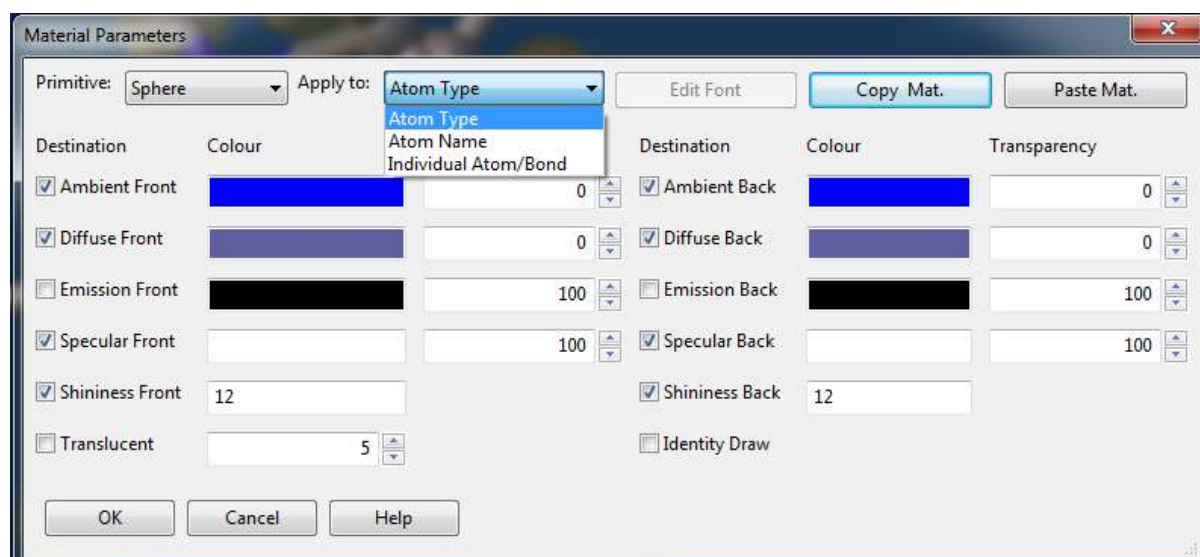 Material Parameters
Primitive: Sphere Apply to: Atom Type Edit Font Copy Mat. Paste Mat.
Atom Type
Atom Name
Individual Atom/Bond
Destination Colour Destination Colour Transparency
Ambient Front 0 Ambient Back 0
Diffuse Front 0 Diffuse Back 0
Emission Front 100 Emission Back 100
Specular Front 100 Specular Back 100
Shininess Front 12 Shininess Back 12
Translucent 5 Identity Draw
OK Cancel Help